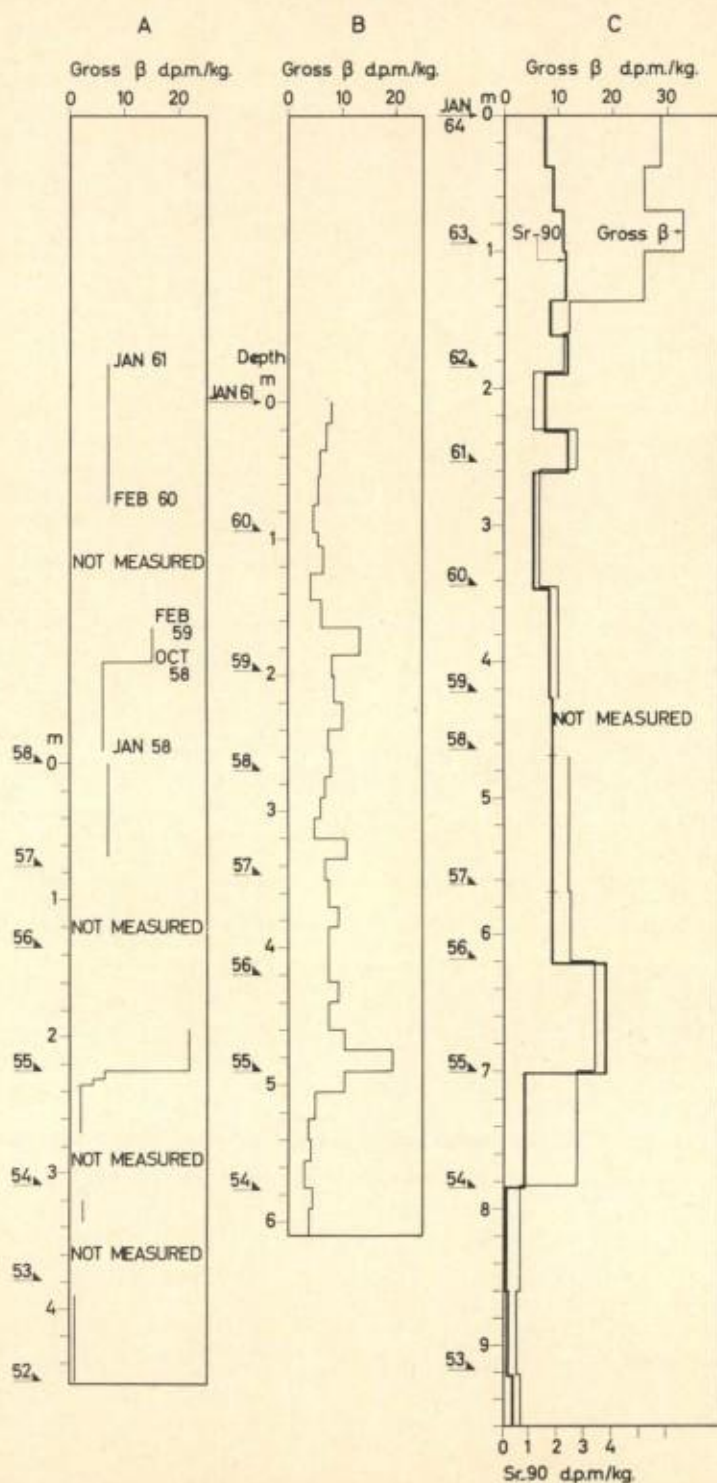 A
Gross β d.p.m./kg.
0 10 20
JAN 61
FEB 60
NOT MEASURED
FEB
59
OCT
58
JAN 58
m
58
0
57
1
56
NOT MEASURED
2
55
NOT MEASURED
54
3
NOT MEASURED
53
4
52
B
Gross β d.p.m./kg.
0 10 20
Depth
m
JAN 61
0
60
1
59
2
58
3
57
4
56
55
5
54
6
C
Gross β d.p.m./kg.
JAN
64
m
0 10 20 30
0
63
Sr-90
Gross β
1
62
2
61
3
60
4
59
NOT MEASURED
58
5
57
6
56
55
7
54
8
9
53
0 1 2 3 4
Sr-90 d.p.m/kg.